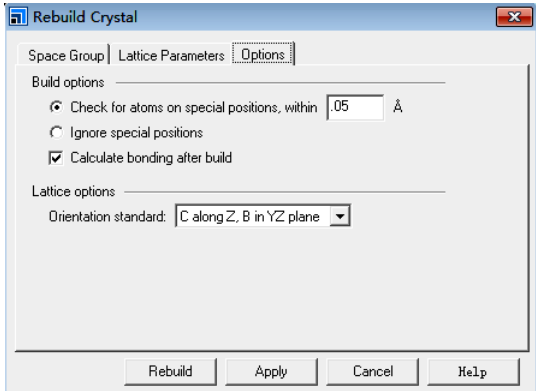 Rebuild Crystal
Space Group Lattice Parameters Options
Build options
Check for atoms on special positions, within .05 Å
Ignore special positions
Calculate bonding after build
Lattice options
Orientation standard: C along Z, B in YZ plane
Rebuild Apply Cancel Help